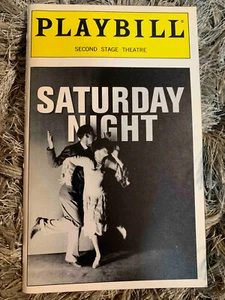 PLAYBILL
SECOND STAGE THEATRE
SATURDAY
NIGHT